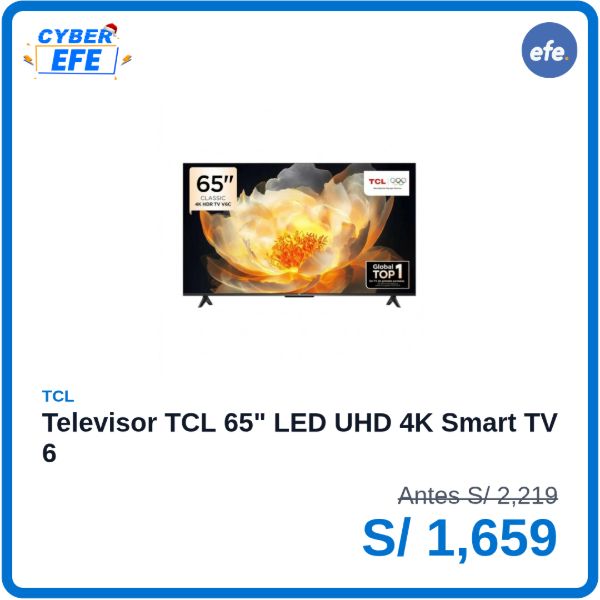 CYBER
EFE
efe.
65"
CLASSIC
4K HDR TV V6C
TCL
Global
TOP 1
TCL
Televisor TCL 65" LED UHD 4K Smart TV
6
Antes S/ 2,219
S/ 1,659